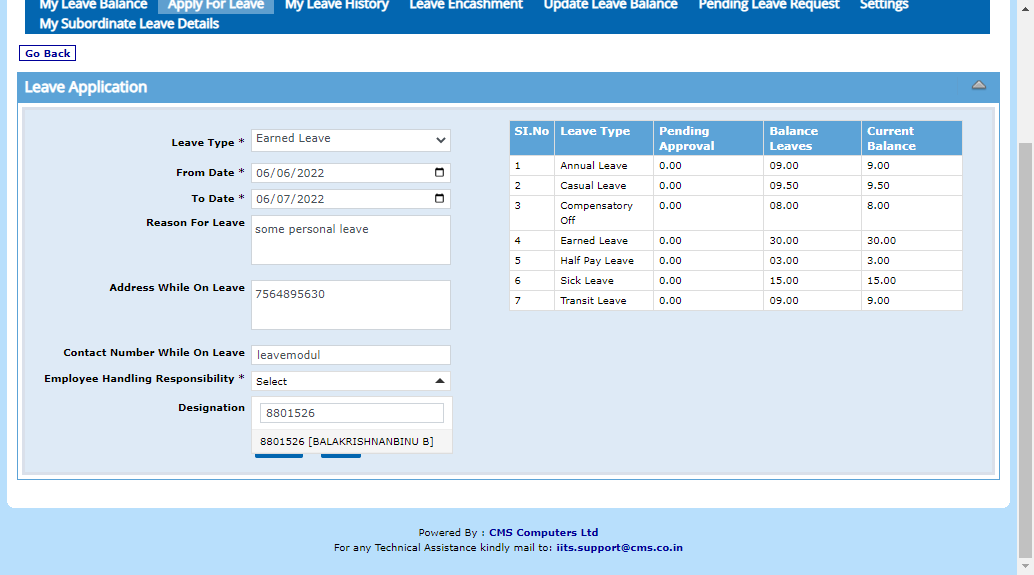 My Leave Balance Apply For Leave My Leave History Leave Encashment Update Leave Balance Pending Leave Request Settings
My Subordinate Leave Details
Go Back
Leave Application
Leave Type * Earned Leave
From Date * 06/06/2022
To Date * 06/07/2022
Reason For Leave some personal leave
Address While On Leave 7564895630
Contact Number While On Leave leavemodul
Employee Handling Responsibility * Select
Designation 8801526
8801526 [BALAKRISHNANBINU B]
SI.No Leave Type Pending Approval Balance Leaves Current Balance
1 Annual Leave 0.00 09.00 9.00
2 Casual Leave 0.00 09.50 9.50
3 Compensatory Off 0.00 08.00 8.00
4 Earned Leave 0.00 30.00 30.00
5 Half Pay Leave 0.00 03.00 3.00
6 Sick Leave 0.00 15.00 15.00
7 Transit Leave 0.00 09.00 9.00
Powered By : CMS Computers Ltd
For any Technical Assistance kindly mail to: iits.support@cms.co.in